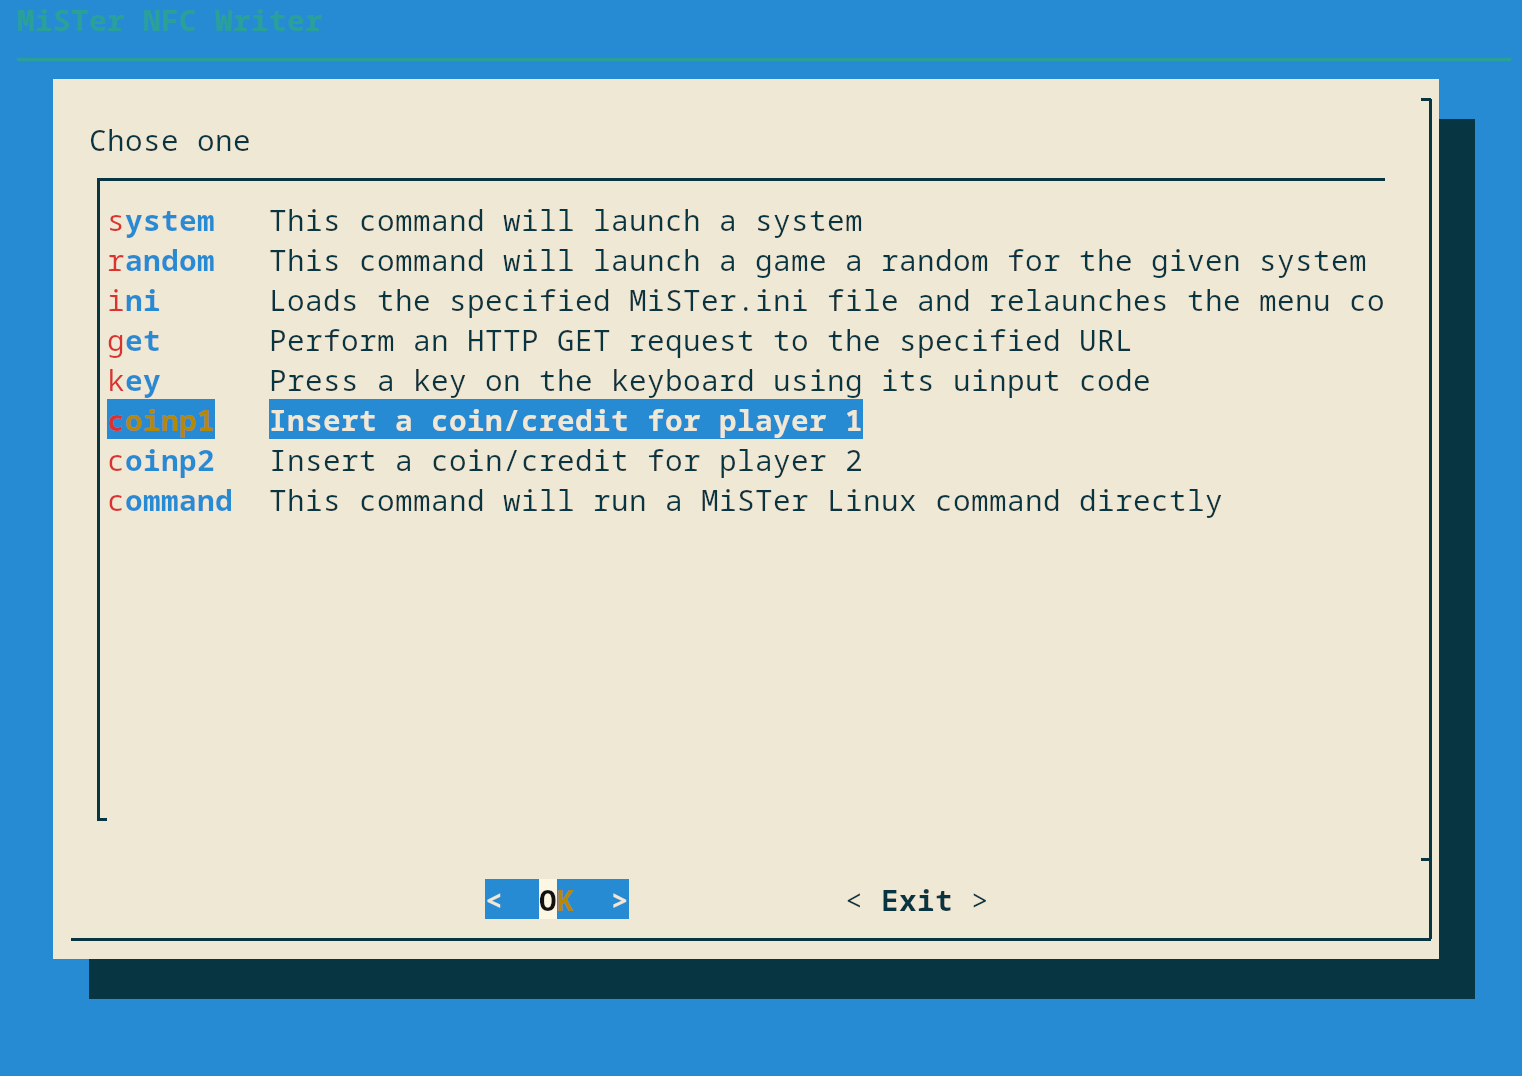 MiSTer NFC Writer
Chose one
system This command will launch a system
random This command will launch a game a random for the given system
ini Loads the specified MiSTer.ini file and relaunches the menu co
get Perform an HTTP GET request to the specified URL
key Press a key on the keyboard using its uinput code
coinp1 Insert a coin/credit for player 1
coinp2 Insert a coin/credit for player 2
command This command will run a MiSTer Linux command directly
< OK > < Exit >